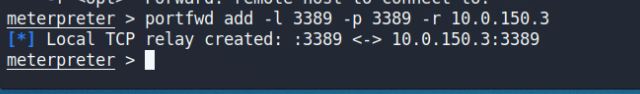 meterpreter > portfwd add -l 3389 -p 3389 -r 10.0.150.3
[*] Local TCP relay created: :3389 <-> 10.0.150.3:3389
meterpreter >